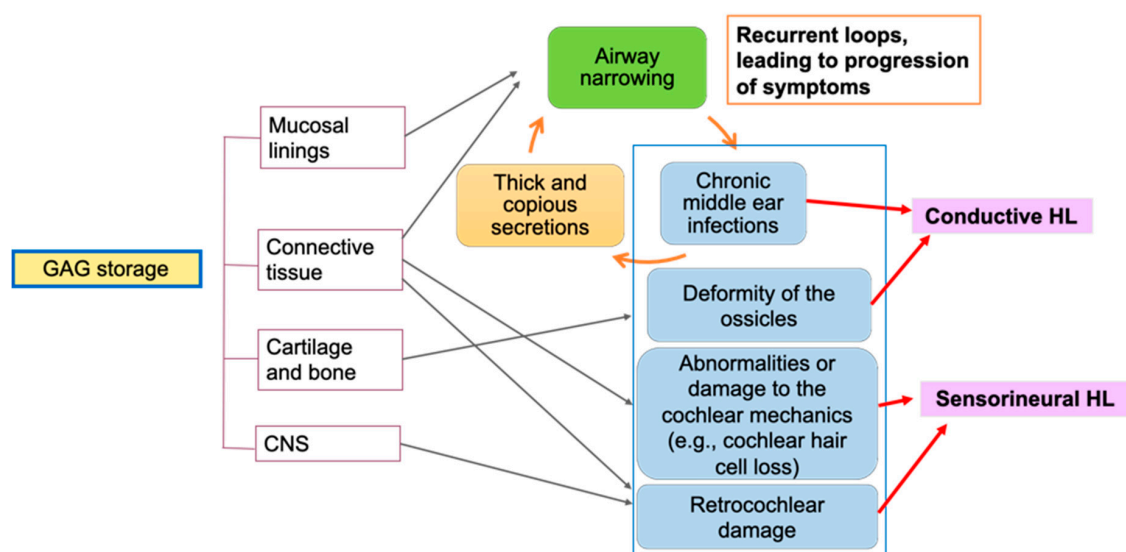 Airway
narrowing
Recurrent loops,
leading to progression
of symptoms
Mucosal
linings
Thick and
copious
secretions
Chronic
middle ear
infections
Conductive HL
GAG storage
Connective
tissue
Deformity of the
ossicles
Cartilage
and bone
Abnormalities or
damage to the
cochlear mechanics
(e.g., cochlear hair
cell loss)
Sensorineural HL
CNS
Retrocochlear
damage